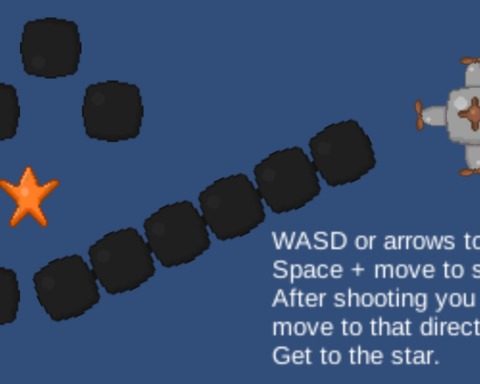 WASD or arrows to
Space + move to s
After shooting you
move to that direct
Get to the star.